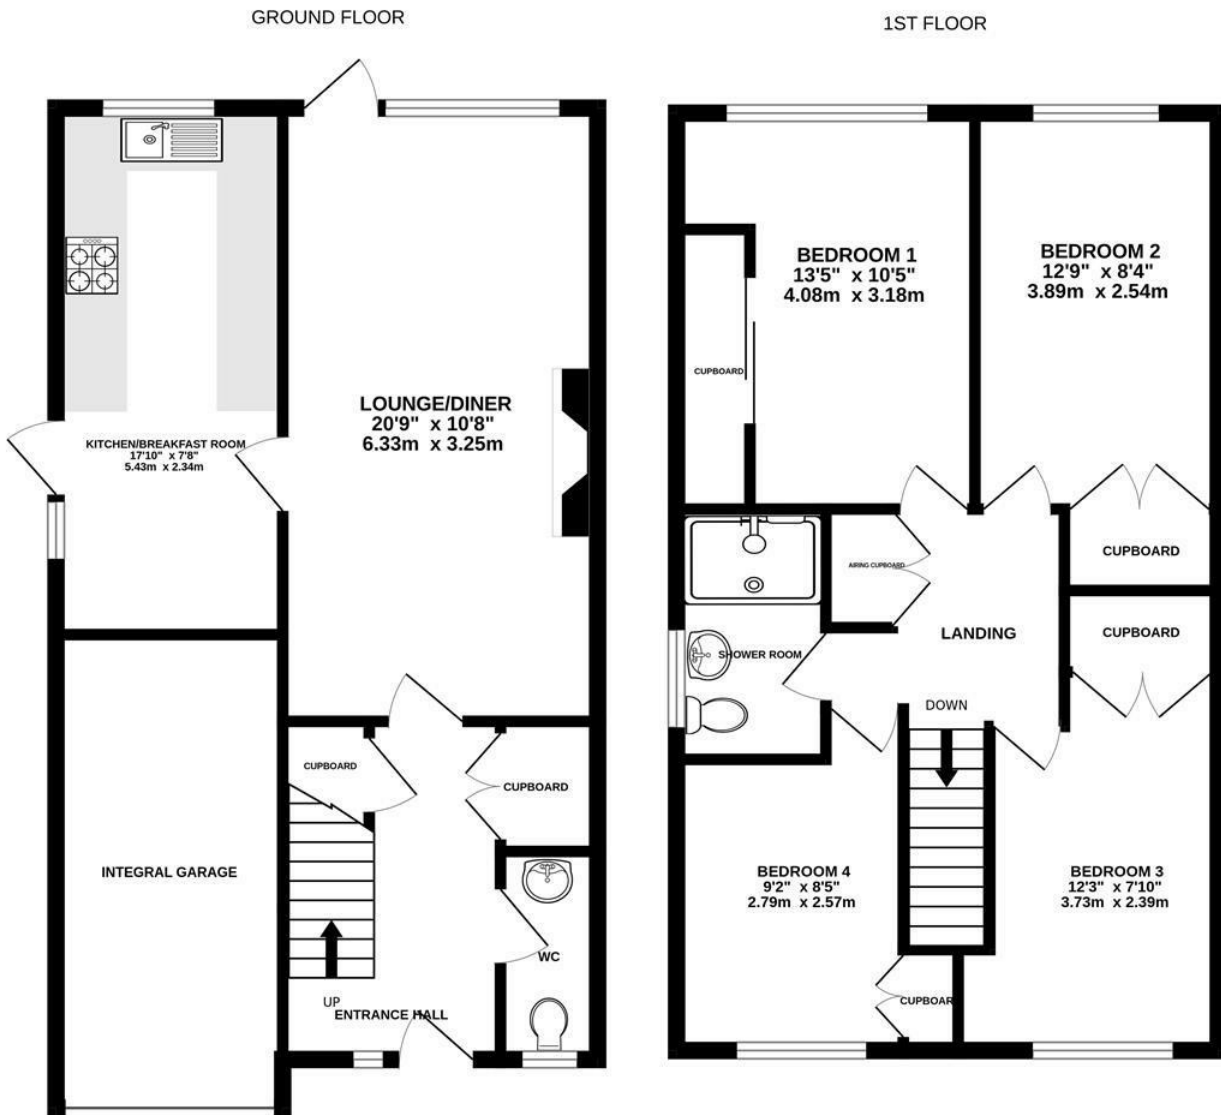 GROUND FLOOR
KITCHEN/BREAKFAST ROOM
17'10" x 7'8"
5.43m x 2.34m
LOUNGE/DINER
20'9" x 10'8"
6.33m x 3.25m
CUPBOARD
CUPBOARD
INTEGRAL GARAGE
WC
UP
ENTRANCE HALL
1ST FLOOR
BEDROOM 1
13'5" x 10'5"
4.08m x 3.18m
BEDROOM 2
12'9" x 8'4"
3.89m x 2.54m
CUPBOARD
CUPBOARD
AIRING CUPBOARD
LANDING
CUPBOARD
SHOWER ROOM
DOWN
BEDROOM 4
9'2" x 8'5"
2.79m x 2.57m
BEDROOM 3
12'3" x 7'10"
3.73m x 2.39m
CUPBOAR